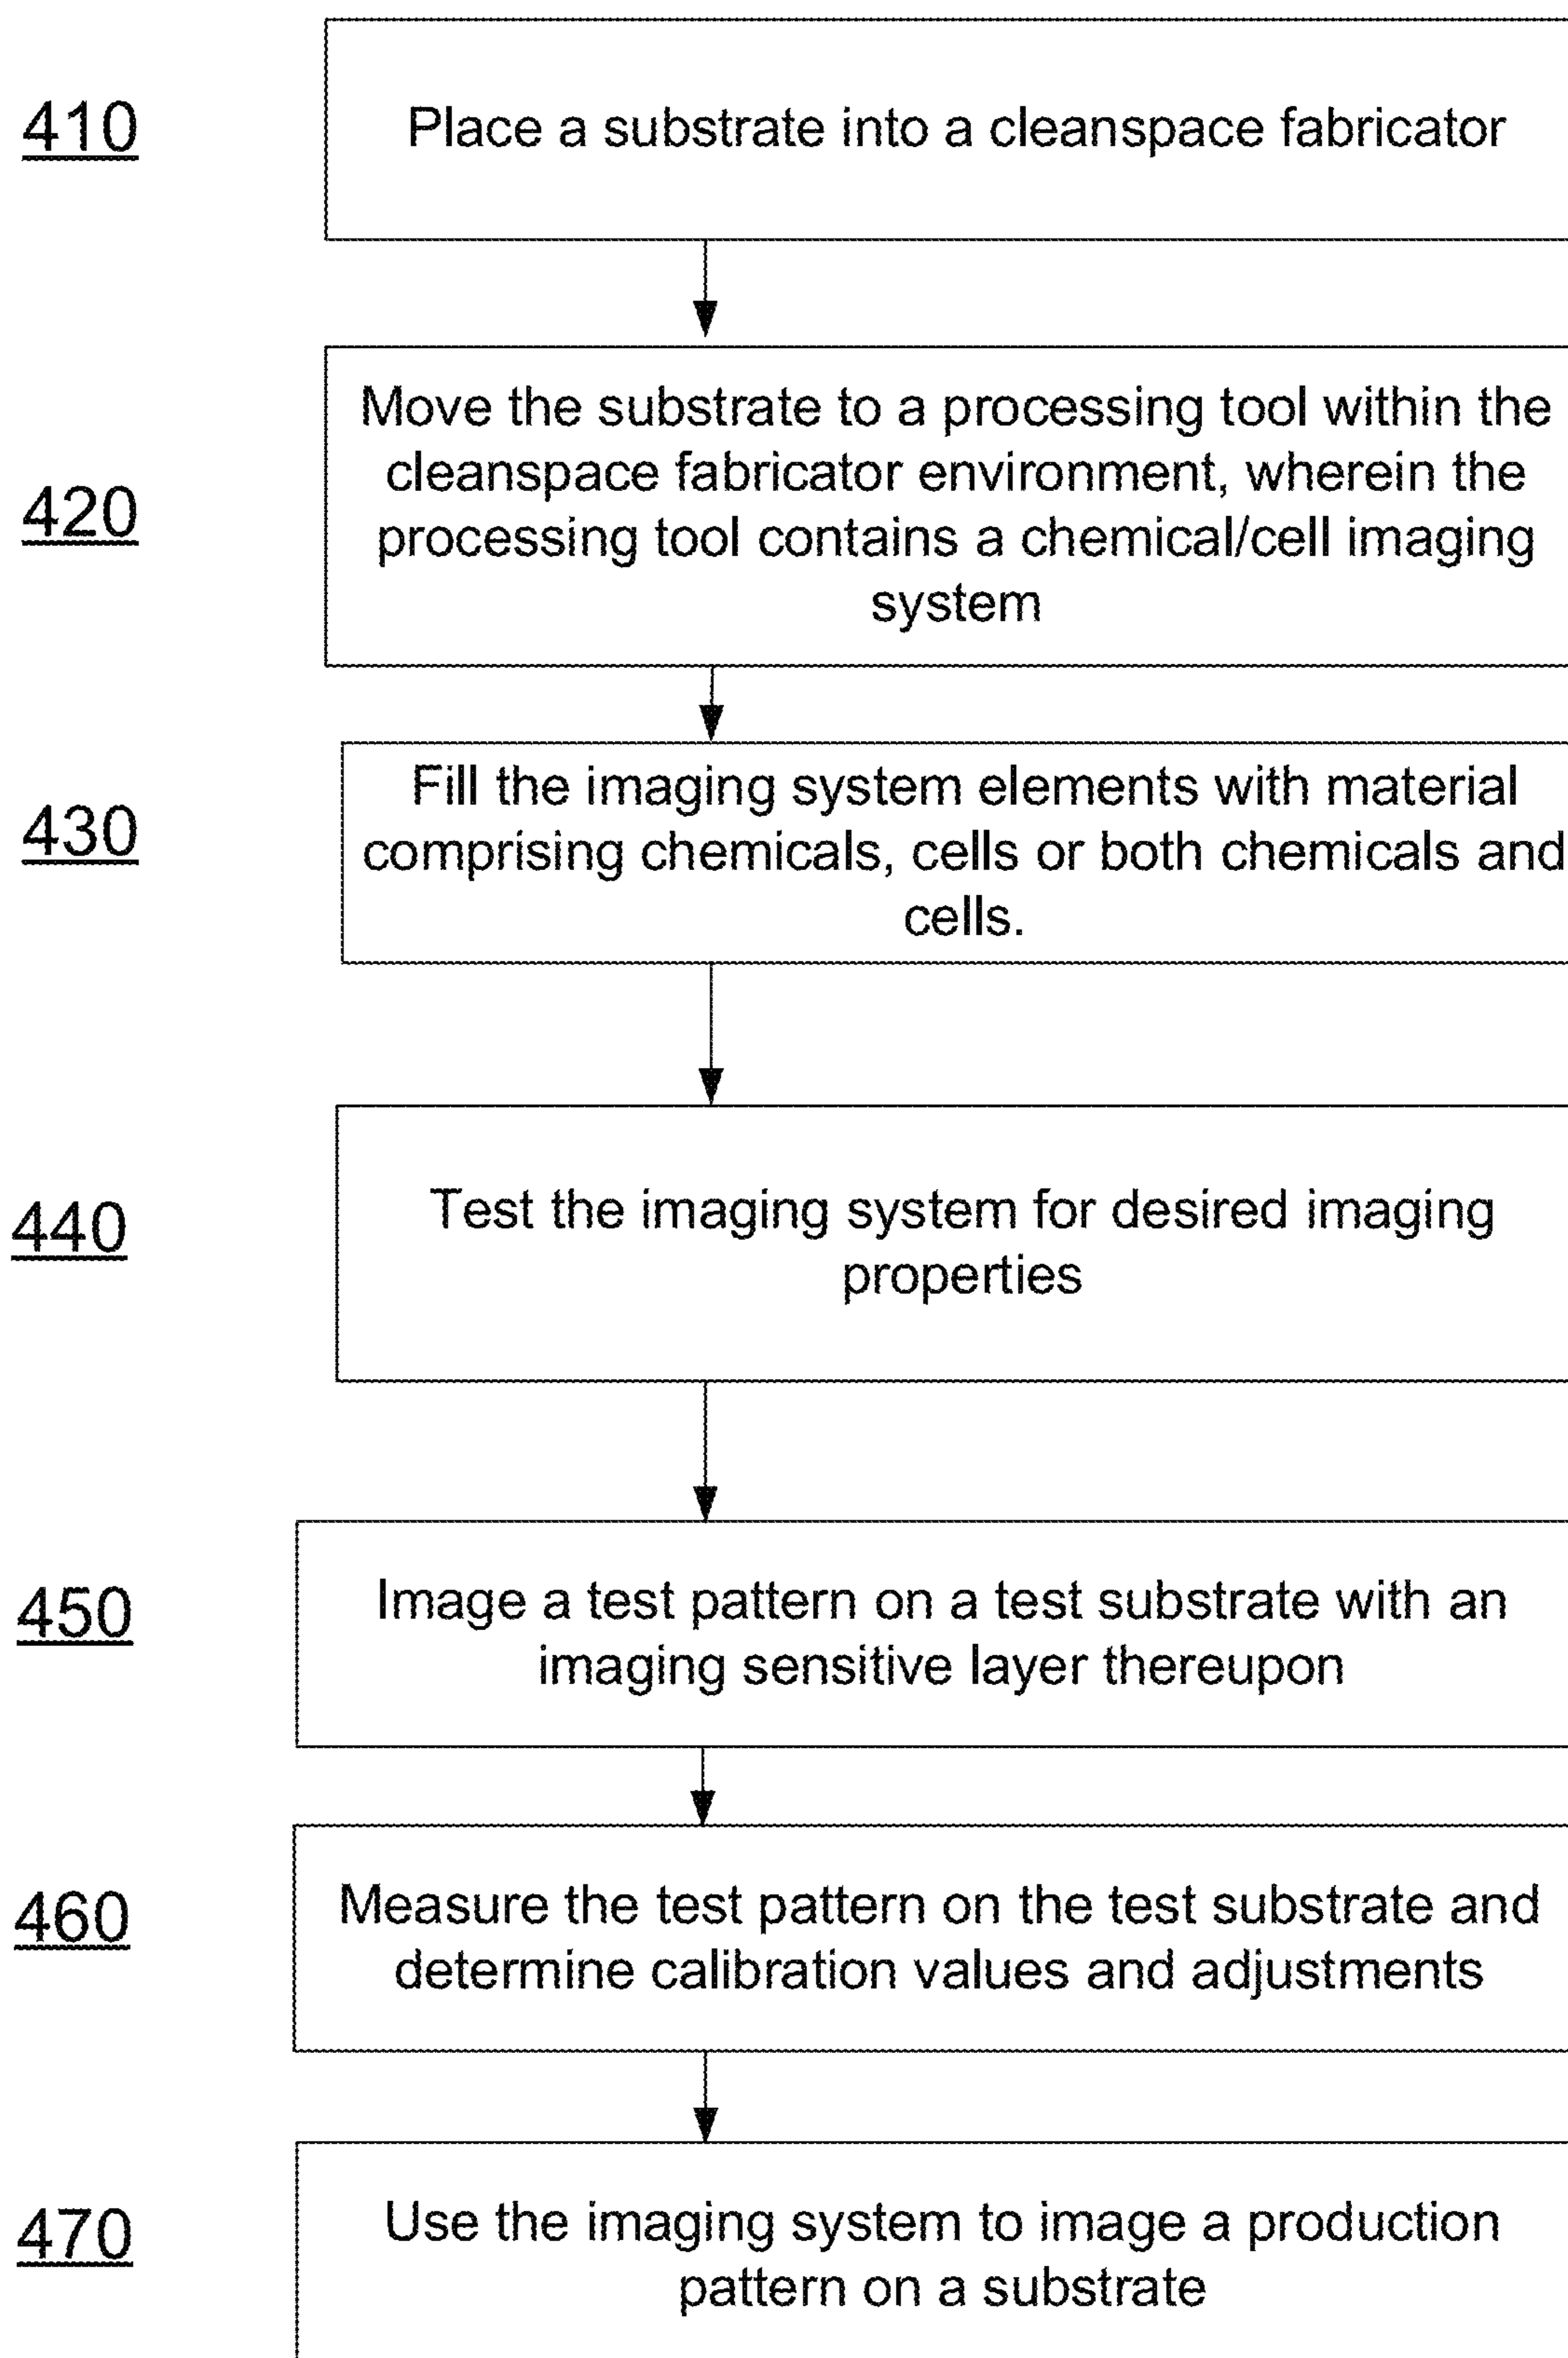 410
Place a substrate into a cleanspace fabricator
420
Move the substrate to a processing tool within the
cleanspace fabricator environment, wherein the
processing tool contains a chemical/cell imaging
system
430
Fill the imaging system elements with material
comprising chemicals, cells or both chemicals and
cells.
440
Test the imaging system for desired imaging
properties
450
Image a test pattern on a test substrate with an
imaging sensitive layer thereupon
460
Measure the test pattern on the test substrate and
determine calibration values and adjustments
470
Use the imaging system to image a production
pattern on a substrate